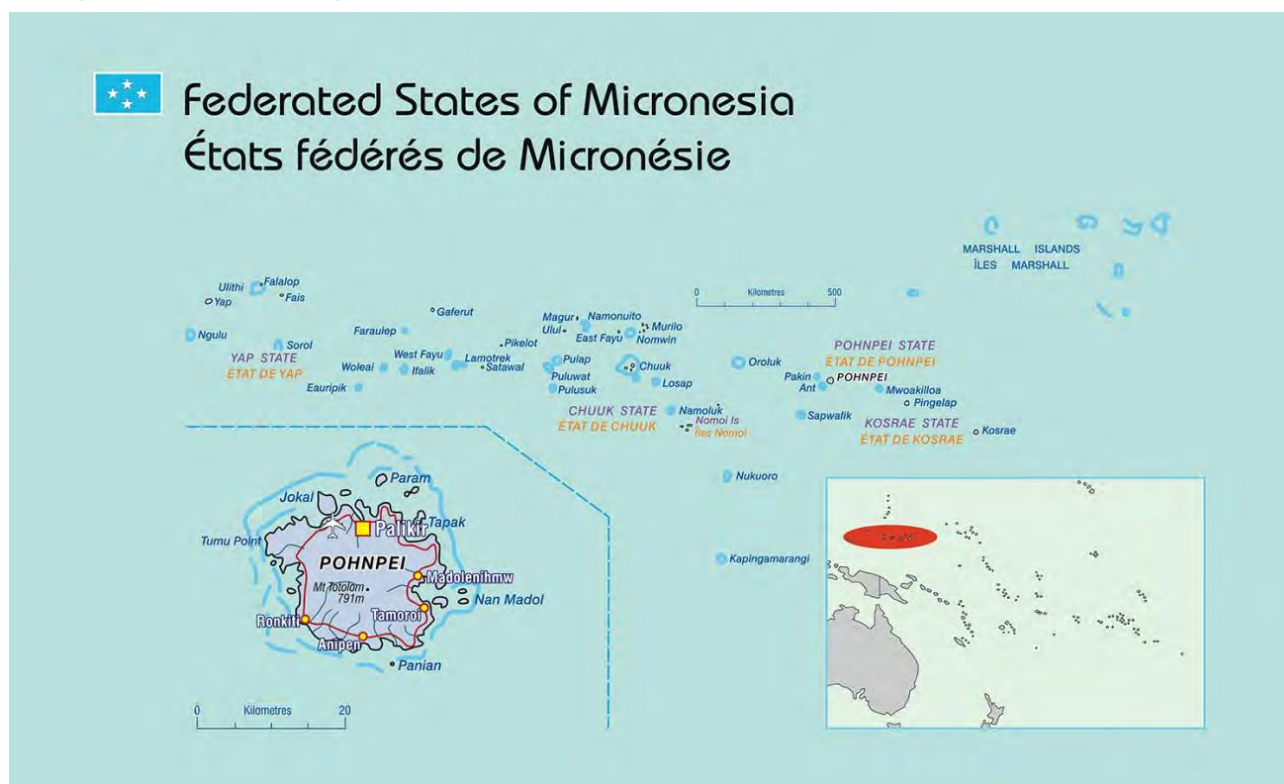 Federated States of Micronesia
États fédérés de Micronésie
MARSHALL ISLANDS
ÎLES MARSHALL
Ulithi
Falalop
Yap
Fais
0 Kilometres 500
Gaferut
Magur
Namonuito
Ngulu
Faraulep
Ulul
East Fayu
Murilo
Nomwin
Sorol
Pikelot
POHNPEI STATE
ÉTAT DE POHNPEI
YAP STATE
ÉTAT DE YAP
West Fayu
Lamotrek
Woleai
Ifalik
Satawal
Pulap
Puluwat
Pulusuk
Chuuk
Losap
Oroluk
Pakin
POHNPEI
Ant
Eauripik
Mwoakilloa
Pingelap
CHUUK STATE
ÉTAT DE CHUUK
Namoluk
Nomoi Is
Îles Nomoi
Sapwafik
KOSRAE STATE
ÉTAT DE KOSRAE
Kosrae
Nukuoro
Kapingamarangi
Param
Jokal
Tapak
Palikir
Tumu Point
POHNPEI
Madolenihmw
Mt Totolom
791m
Nan Madol
Tamoroi
Ronkiti
Anipen
Panian
0 Kilometres 20